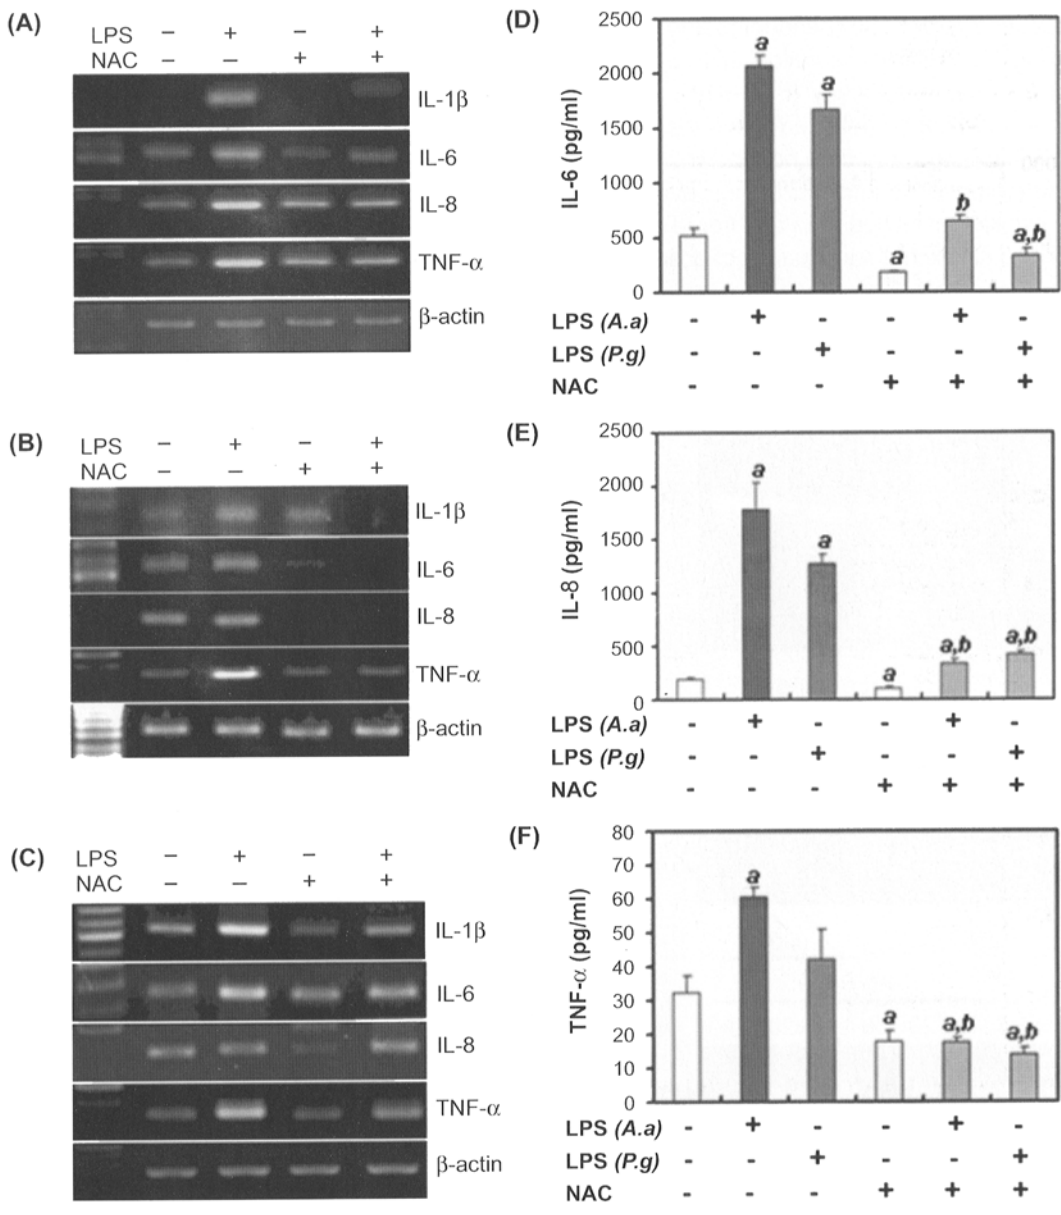 (A)
LPS – + – +
NAC – – + +
IL-1β
IL-6
IL-8
TNF-α
β-actin
(B)
LPS – + – +
NAC – – + +
IL-1β
IL-6
IL-8
TNF-α
β-actin
(C)
LPS – + – +
NAC – – + +
IL-1β
IL-6
IL-8
TNF-α
β-actin
(D)
IL-6 (pg/ml)
2500
2000
1500
1000
500
0
a a a b a,b
LPS (A.a) - + - - + -
LPS (P.g) - - + - - +
NAC - - - + + +
(E)
IL-8 (pg/ml)
2500
2000
1500
1000
500
0
a a a a,b a,b
LPS (A.a) - + - - + -
LPS (P.g) - - + - - +
NAC - - - + + +
(F)
TNF-α (pg/ml)
80
70
60
50
40
30
20
10
0
a a a,b a,b
LPS (A.a) - + - - + -
LPS (P.g) - - + - - +
NAC - - - + + +